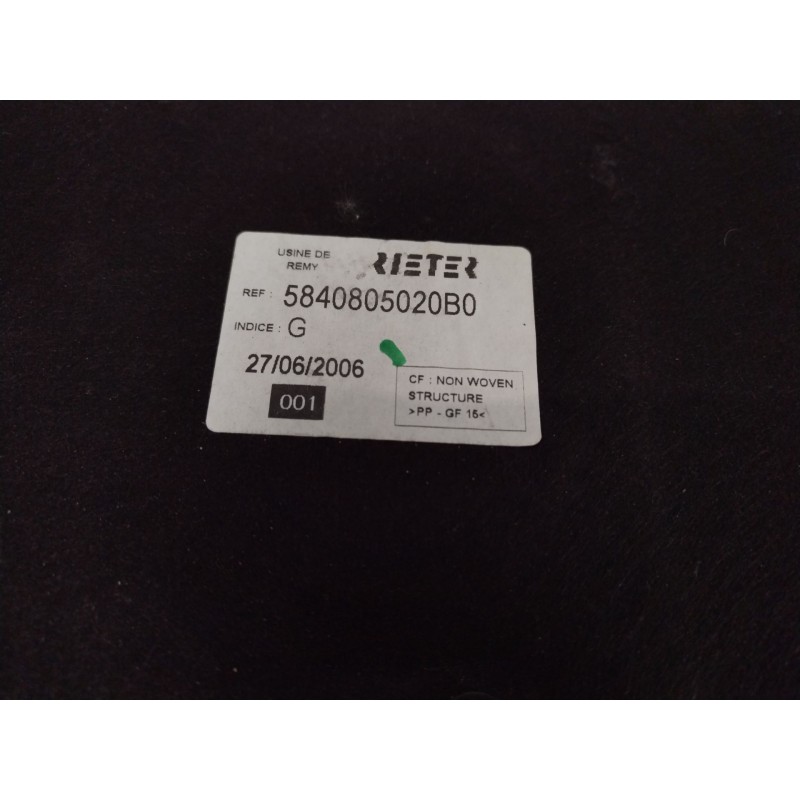 USINE DE
REMY
RIETER
REF : 5840805020B0
INDICE : G
27/06/2006
001
CF : NON WOVEN
STRUCTURE
>PP - GF 15<